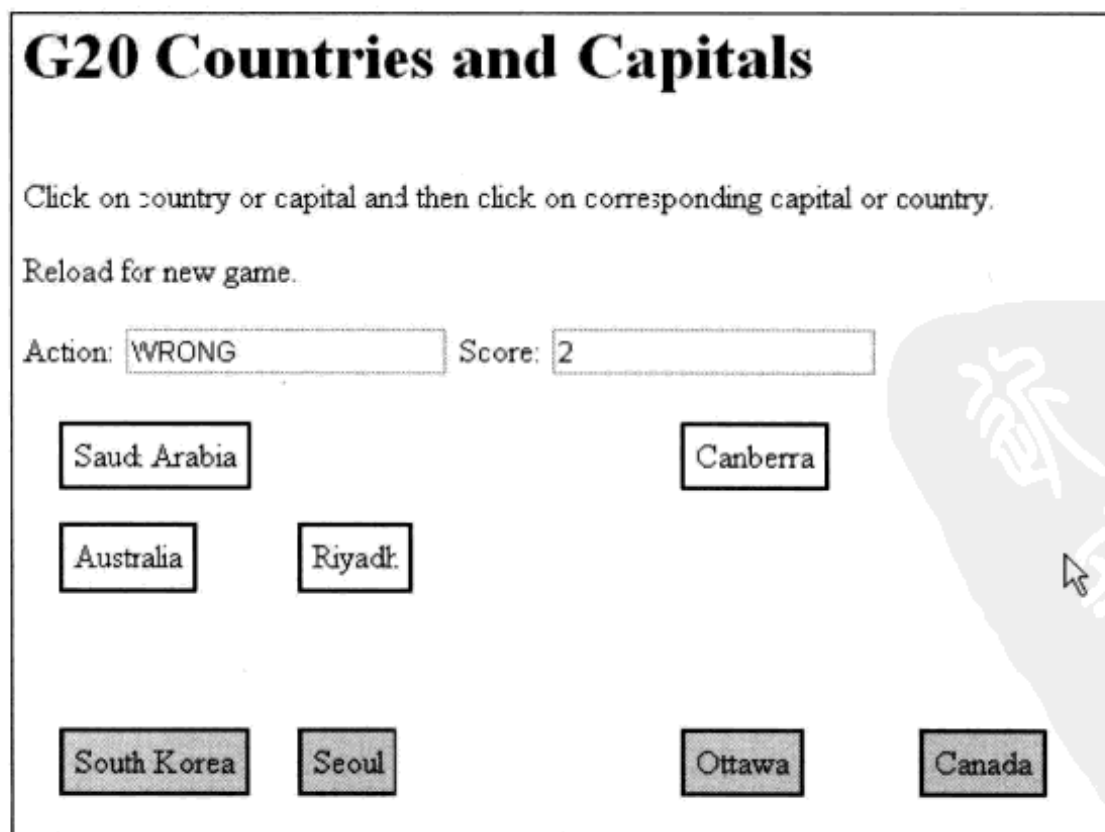 G20 Countries and Capitals
Click on country or capital and then click on corresponding capital or country.
Reload for new game.
Action: WRONG Score: 2
Saudi Arabia Canberra
Australia Riyadh
South Korea Seoul Ottawa Canada